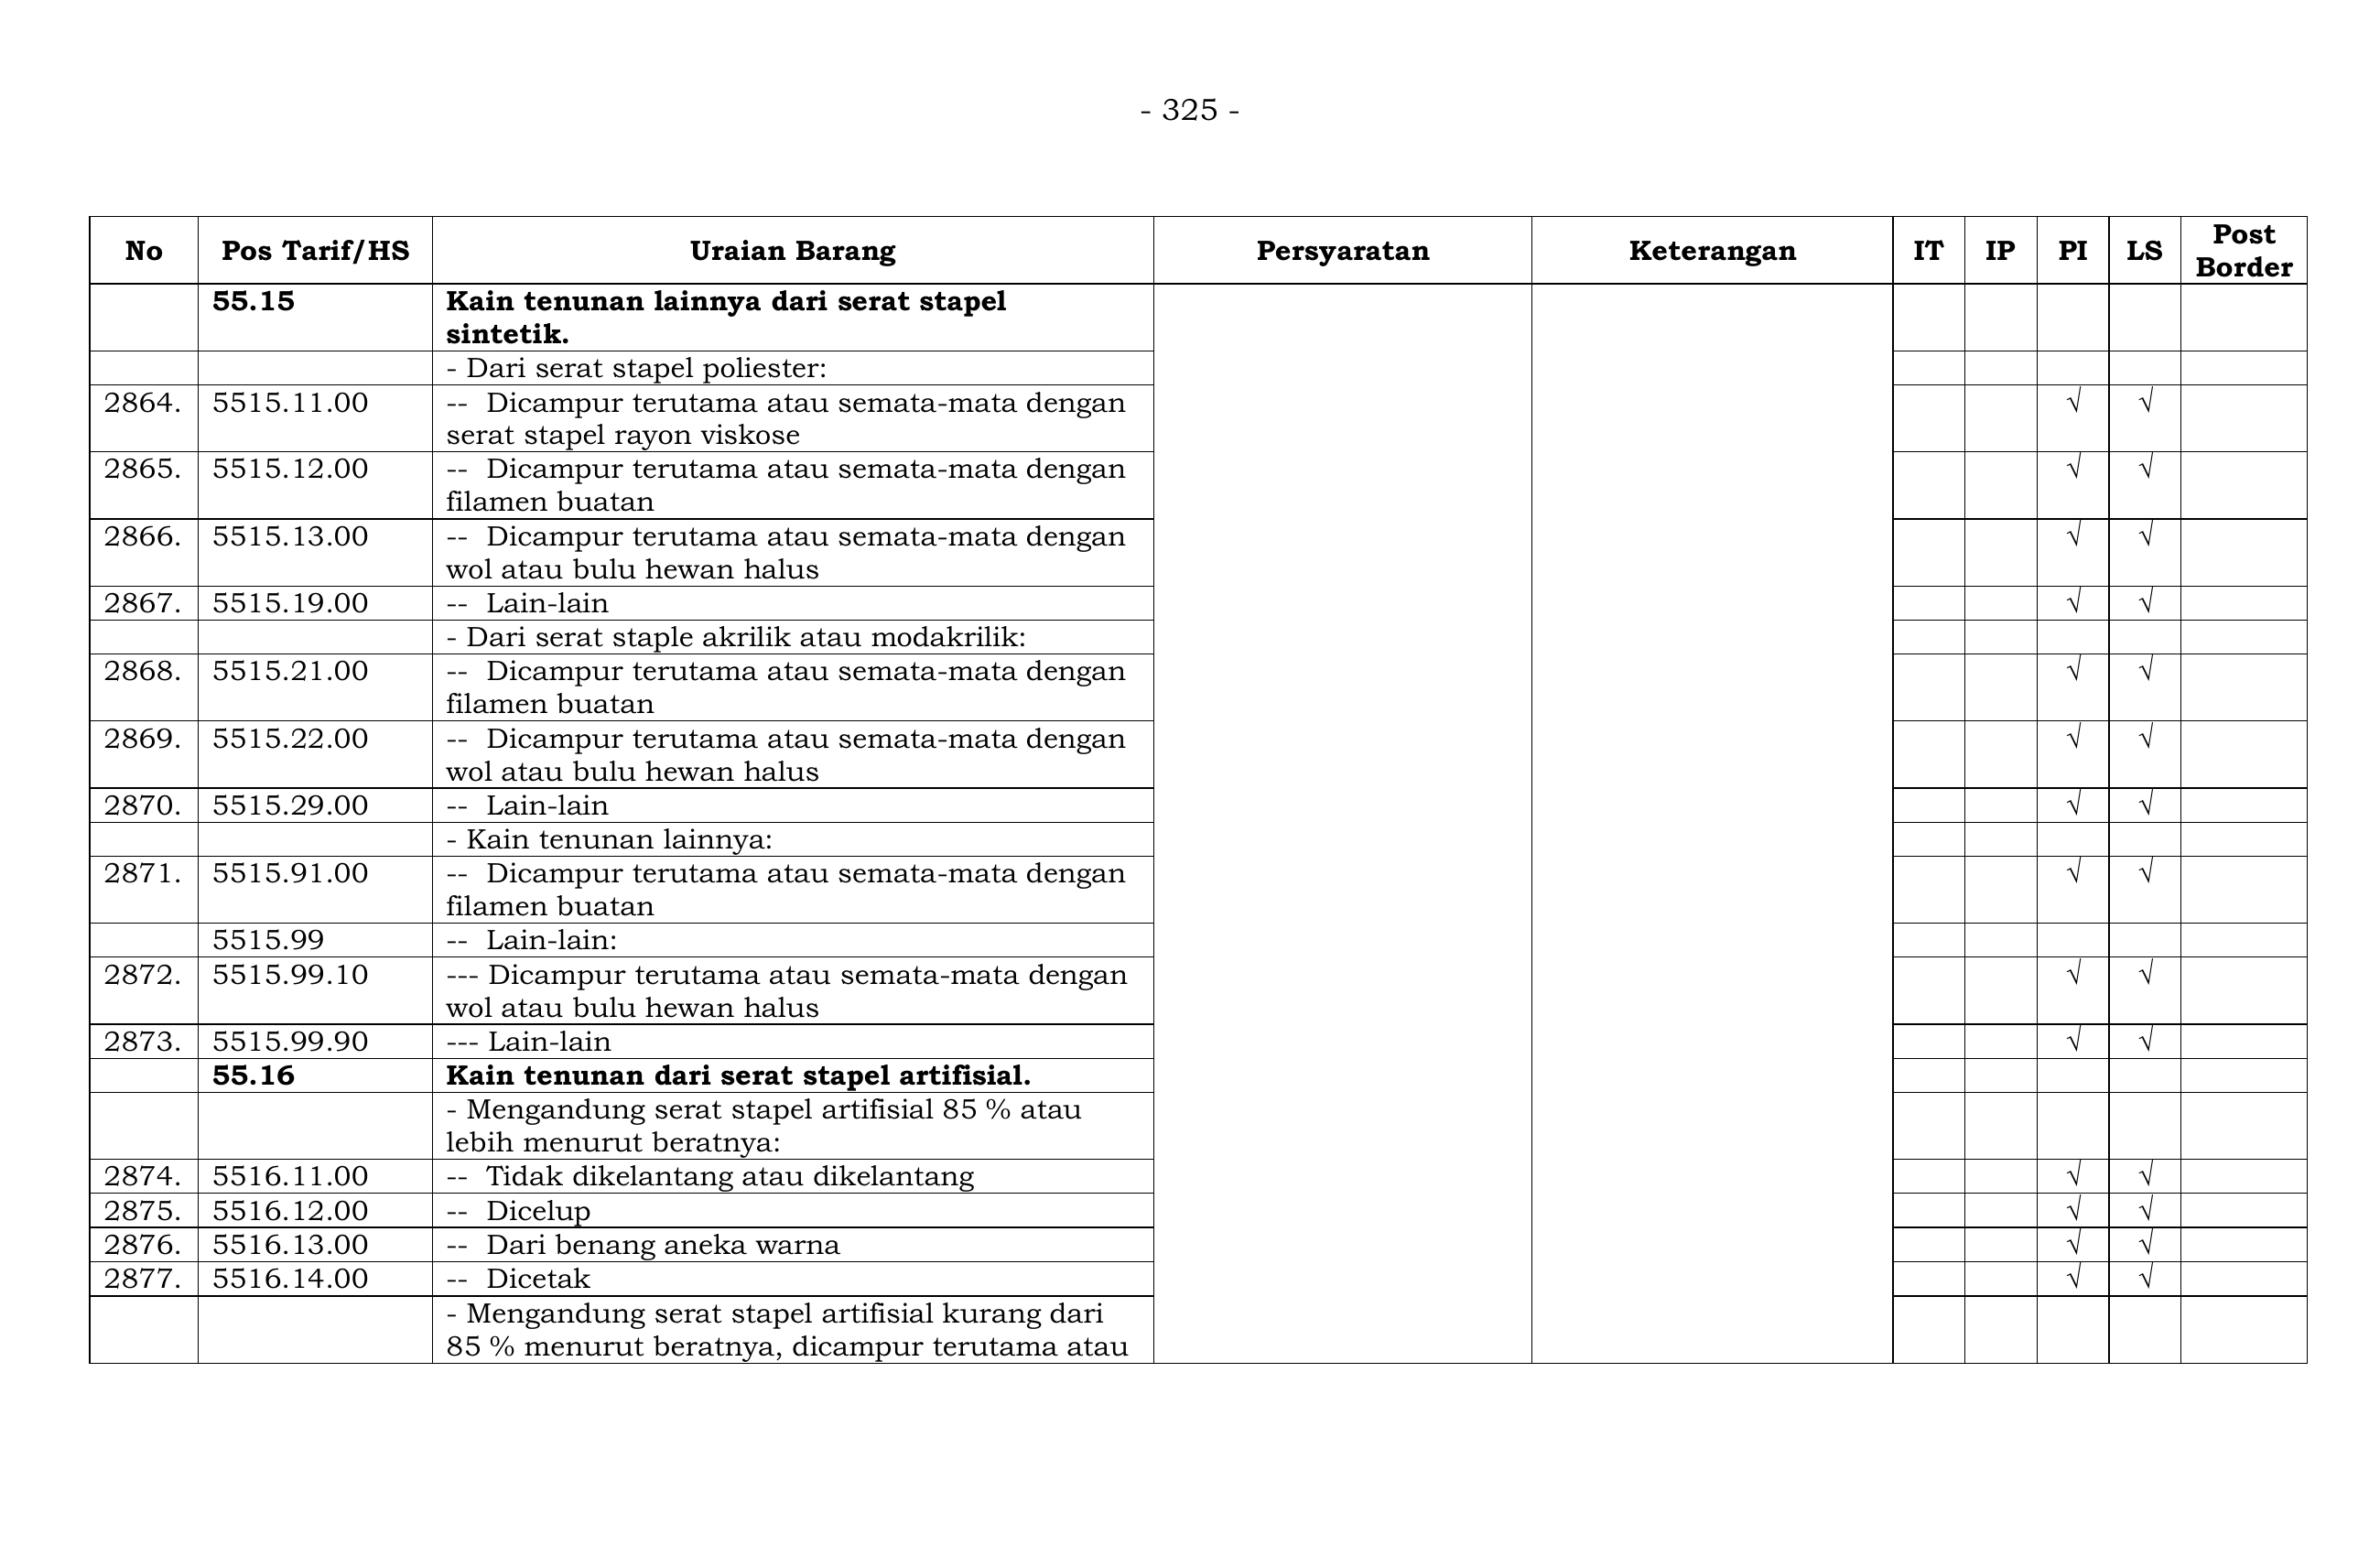 - 325 -
No Pos Tarif/HS Uraian Barang Persyaratan Keterangan IT IP PI LS Post Border
55.15 Kain tenunan lainnya dari serat stapel
sintetik.
- Dari serat stapel poliester:
2864. 5515.11.00 -- Dicampur terutama atau semata-mata dengan √ √
serat stapel rayon viskose
2865. 5515.12.00 -- Dicampur terutama atau semata-mata dengan √ √
filamen buatan
2866. 5515.13.00 -- Dicampur terutama atau semata-mata dengan √ √
wol atau bulu hewan halus
2867. 5515.19.00 -- Lain-lain √ √
- Dari serat staple akrilik atau modakrilik:
2868. 5515.21.00 -- Dicampur terutama atau semata-mata dengan √ √
filamen buatan
2869. 5515.22.00 -- Dicampur terutama atau semata-mata dengan √ √
wol atau bulu hewan halus
2870. 5515.29.00 -- Lain-lain √ √
- Kain tenunan lainnya:
2871. 5515.91.00 -- Dicampur terutama atau semata-mata dengan √ √
filamen buatan
5515.99 -- Lain-lain:
2872. 5515.99.10 --- Dicampur terutama atau semata-mata dengan √ √
wol atau bulu hewan halus
2873. 5515.99.90 --- Lain-lain √ √
55.16 Kain tenunan dari serat stapel artifisial.
- Mengandung serat stapel artifisial 85 % atau
lebih menurut beratnya:
2874. 5516.11.00 -- Tidak dikelantang atau dikelantang √ √
2875. 5516.12.00 -- Dicelup √ √
2876. 5516.13.00 -- Dari benang aneka warna √ √
2877. 5516.14.00 -- Dicetak √ √
- Mengandung serat stapel artifisial kurang dari
85 % menurut beratnya, dicampur terutama atau